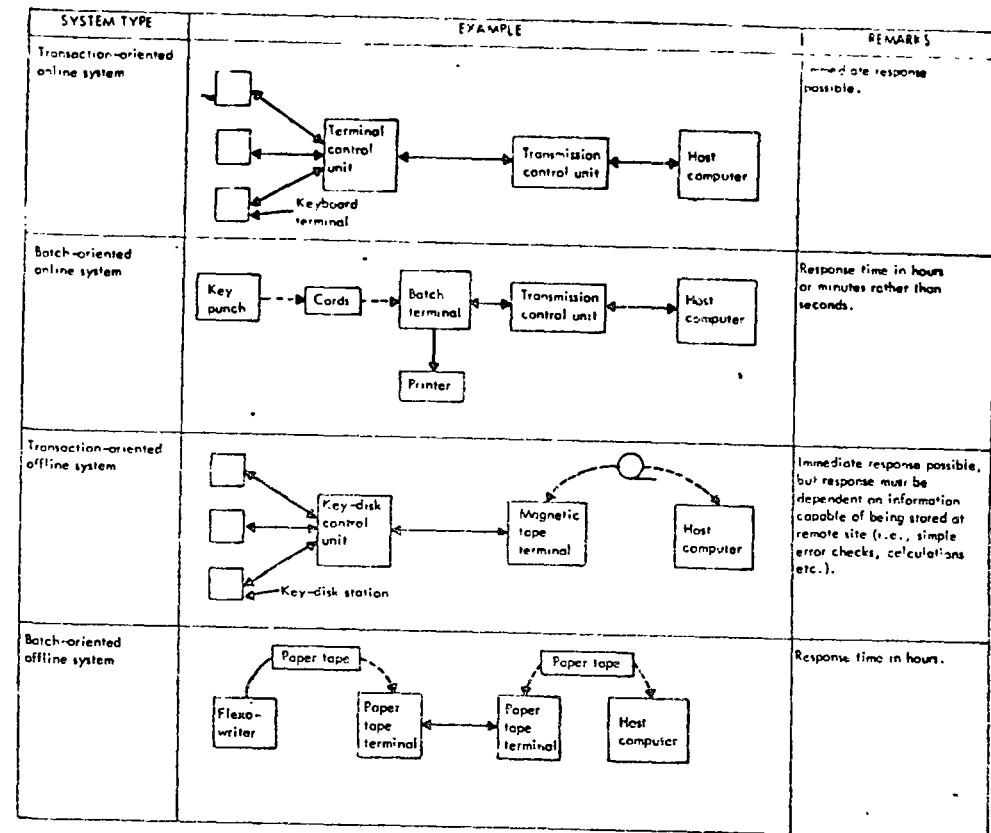 SYSTEM TYPE
EXAMPLE
REMARKS
Transaction-oriented
online system
Terminal
control
unit
Transmission
control unit
Host
computer
Keyboard
terminal
Immediate response
possible.
Batch-oriented
online system
Key
punch
Cards
Batch
terminal
Transmission
control unit
Host
computer
Printer
Response time in hours
or minutes rather than
seconds.
Transaction-oriented
offline system
Key-disk
control
unit
Magnetic
tape
terminal
Host
computer
Key-disk station
Immediate response possible,
but response must be
dependent on information
capable of being stored at
remote site (i.e., simple
error checks, calculations
etc.).
Batch-oriented
offline system
Paper tape
Paper tape
Flexo-
writer
Paper
tape
terminal
Paper
tape
terminal
Host
computer
Response time in hours.